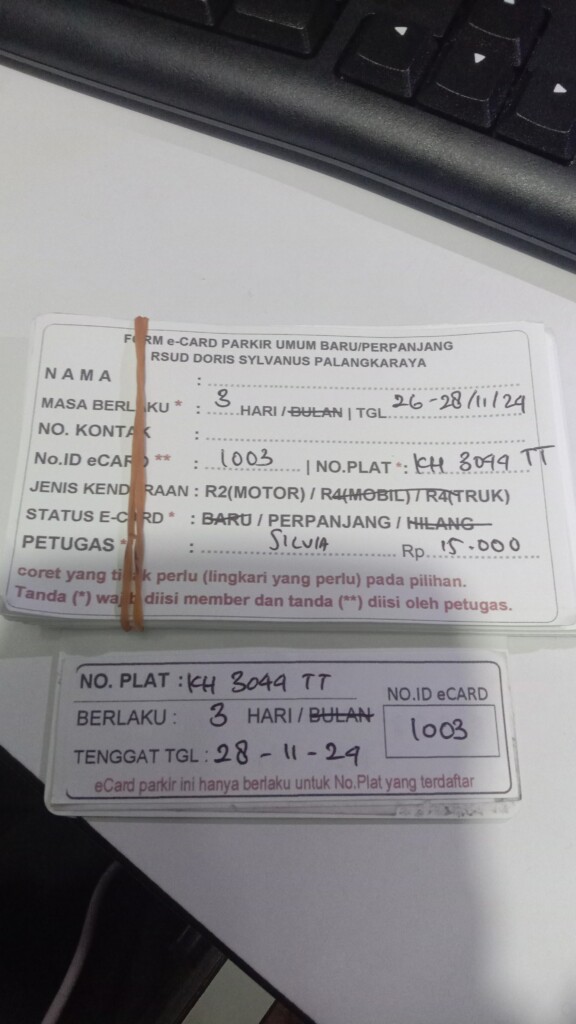 FORM e-CARD PARKIR UMUM BARU/PERPANJANG
RSUD DORIS SYLVANUS PALANGKARAYA
NAMA :
MASA BERLAKU * : 3 HARI / BULAN | TGL 26-28/11/24
NO. KONTAK :
No.ID eCARD ** : 1003 | NO.PLAT * : KH 3099 TT
JENIS KENDARAAN : R2(MOTOR) / R4(MOBIL) / R4(TRUK)
STATUS E-CARD * : BARU / PERPANJANG / HILANG
PETUGAS : SILVIA Rp. 15.000
coret yang tidak perlu (lingkari yang perlu) pada pilihan.
Tanda (*) wajib diisi member dan tanda (**) diisi oleh petugas.
NO. PLAT : KH 3099 TT
NO.ID eCARD
BERLAKU : 3 HARI / BULAN
1003
TENGGAT TGL : 28-11-24
eCard parkir ini hanya berlaku untuk No.Plat yang terdaftar